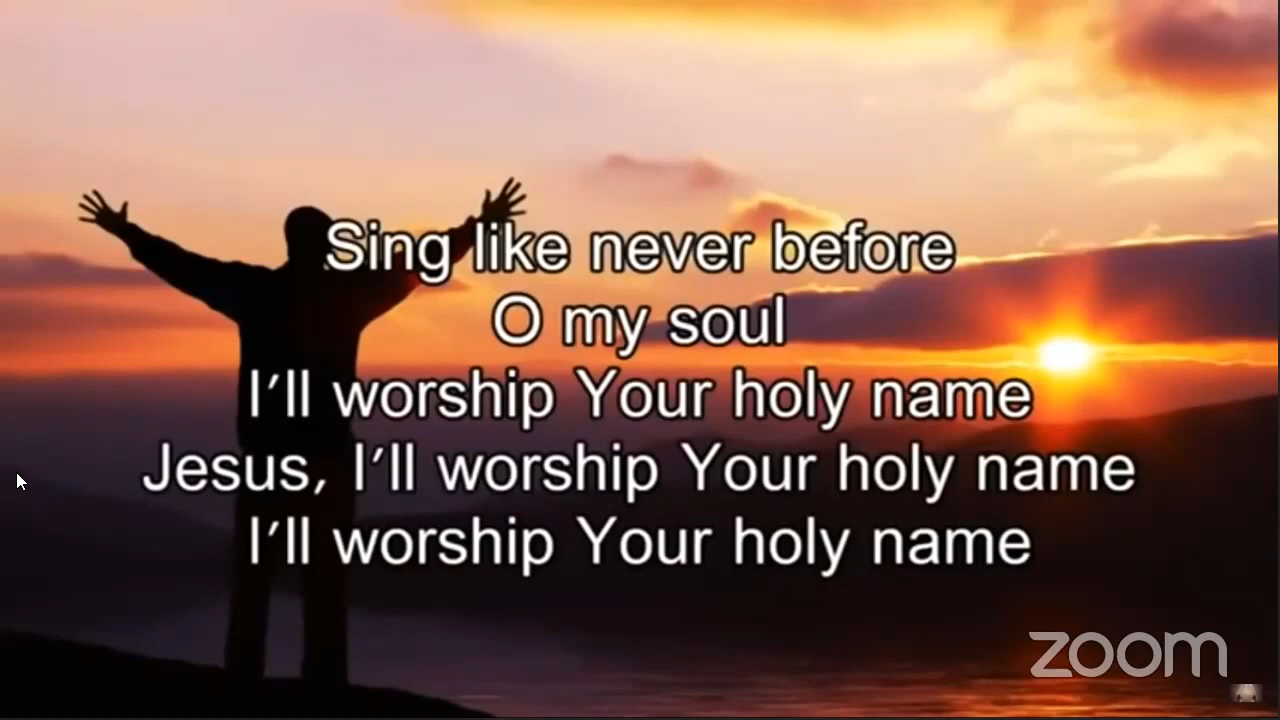 Sing like never before
O my soul
I’ll worship Your holy name
Jesus, I’ll worship Your holy name
I’ll worship Your holy name
zoom